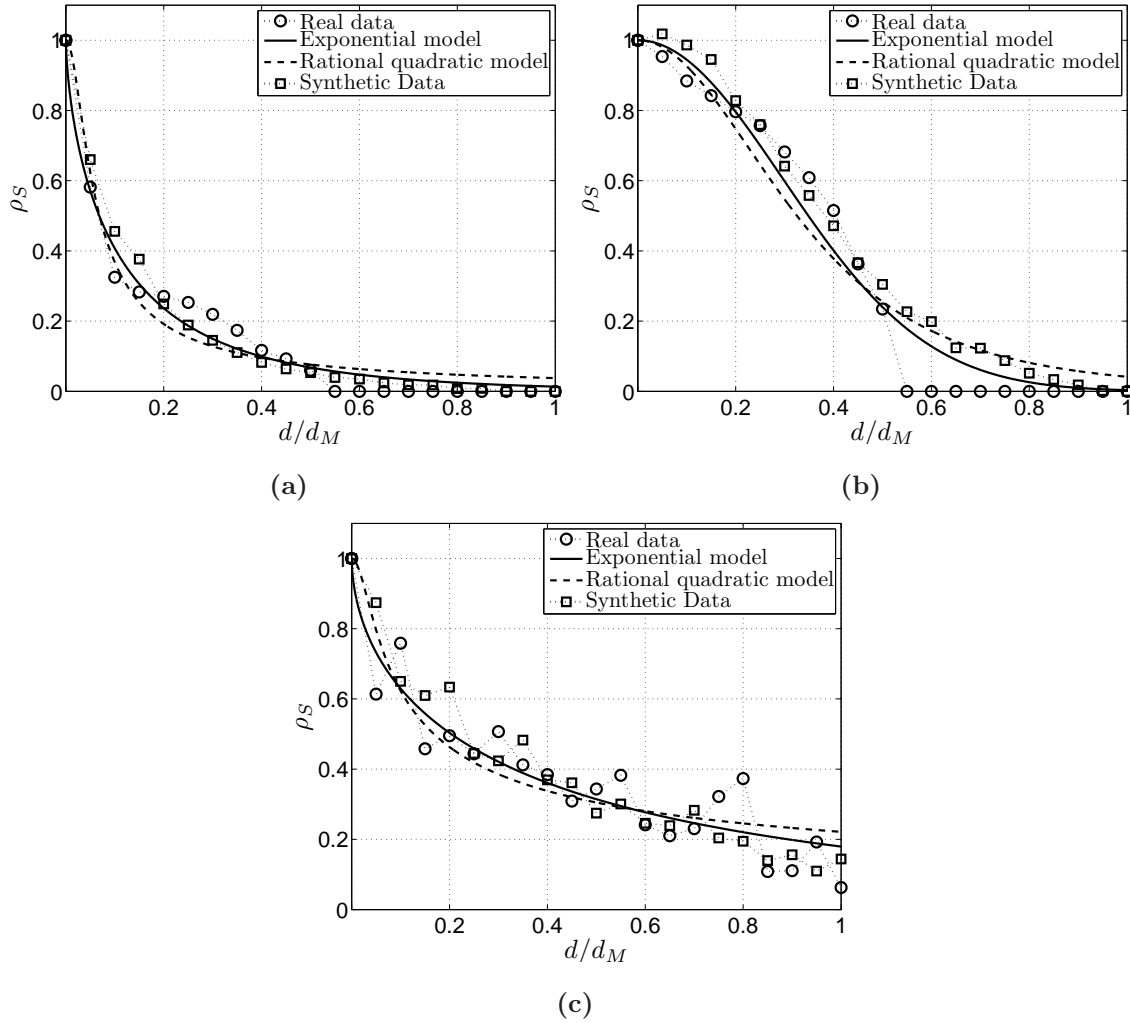 Real data
Exponential model
Rational quadratic model
Synthetic Data
1
0.8
0.6
0.4
0.2
0
ρS
0.2 0.4 0.6 0.8 1
d/dM
(a)
Real data
Exponential model
Rational quadratic model
Synthetic Data
1
0.8
0.6
0.4
0.2
0
ρS
0.2 0.4 0.6 0.8 1
d/dM
(b)
Real data
Exponential model
Rational quadratic model
Synthetic Data
1
0.8
0.6
0.4
0.2
0
ρS
0.2 0.4 0.6 0.8 1
d/dM
(c)